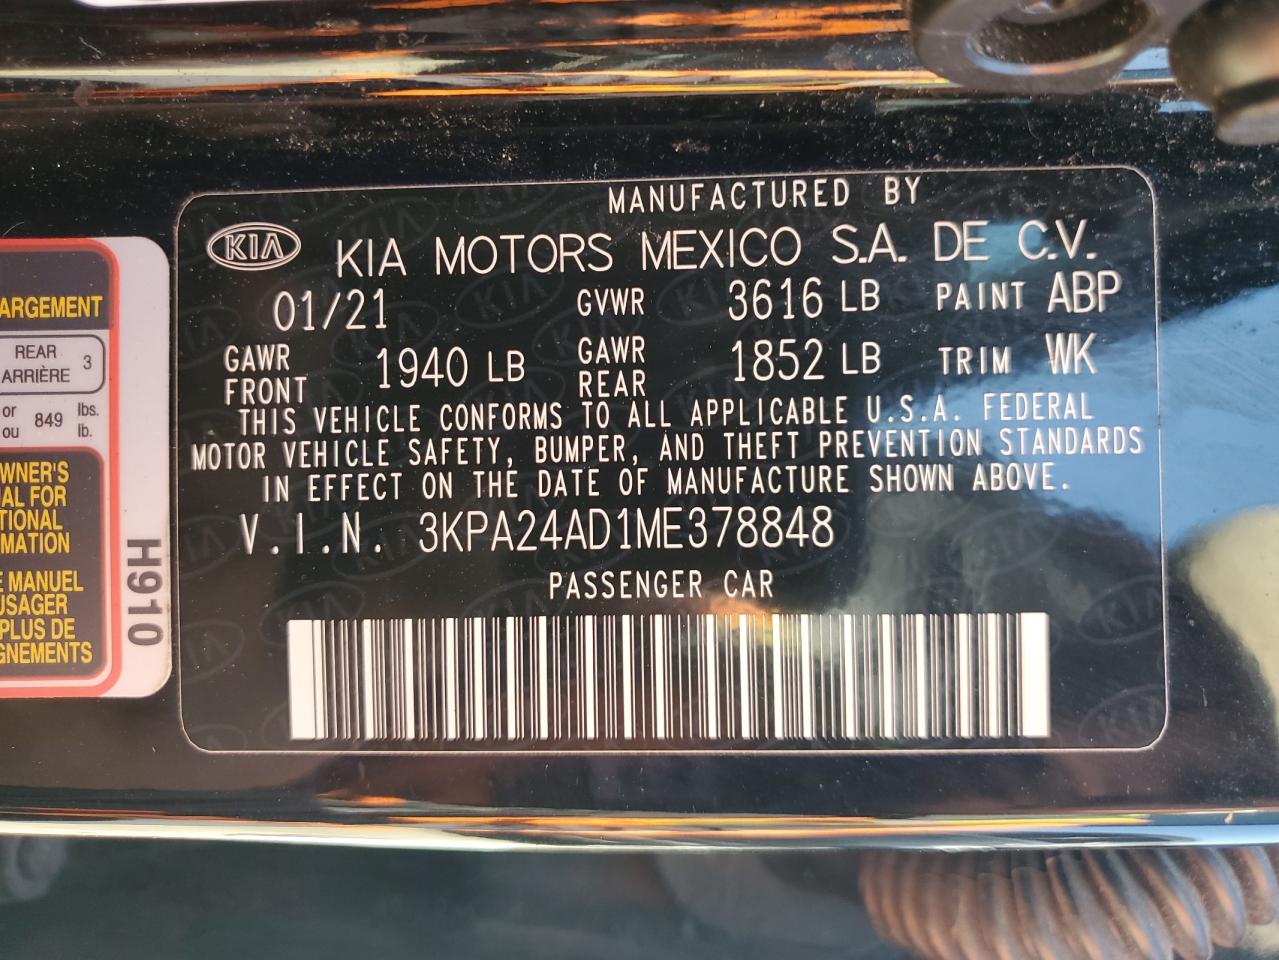 MANUFACTURED BY
KIA KIA MOTORS MEXICO S.A. DE C.V.
01/21 GVWR 3616 LB PAINT ABP
GAWR FRONT 1940 LB GAWR REAR 1852 LB TRIM WK
THIS VEHICLE CONFORMS TO ALL APPLICABLE U.S.A. FEDERAL
MOTOR VEHICLE SAFETY, BUMPER, AND THEFT PREVENTION STANDARDS
IN EFFECT ON THE DATE OF MANUFACTURE SHOWN ABOVE.
V.I.N. 3KPA24AD1ME378848
PASSENGER CAR
ARGEMENT
REAR
ARRIÈRE 3
or
ou 849 lbs.
lb.
WNER'S
AL FOR
TIONAL
MATION
E MANUEL
USAGER
PLUS DE
GNEMENTS
H910